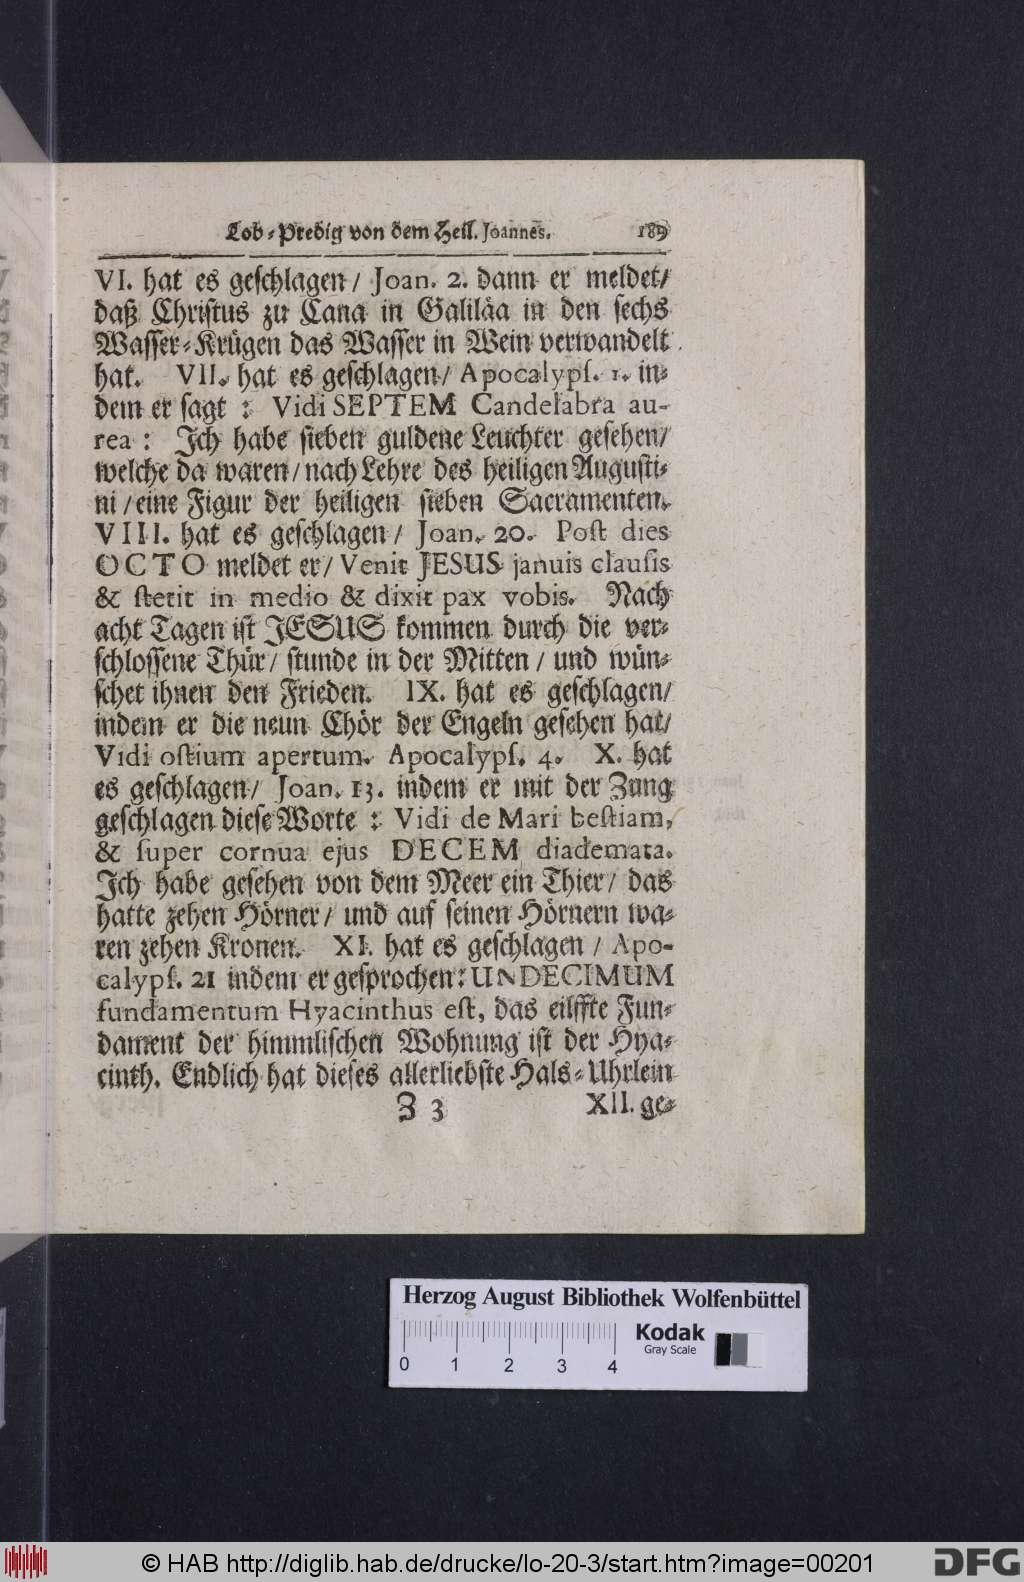 Lob-Predig von dem Heil. Joannes. 189
VI. hat es geschlagen / Joan. 2. dann er meldet/
daß Christus zu Cana in Galiläa in den sechs
Wasser-Krügen das Wasser in Wein verwandelt
hat. VII. hat es geschlagen/ Apocalypſ. 1. in-
dem er sagt : Vidi SEPTEM Candelabra au-
rea : Ich habe sieben guldene Leuchter gesehen/
welche da waren / nach Lehre des heiligen Augusti-
ni / eine Figur der heiligen sieben Sacramenten.
VIII. hat es geschlagen / Joan. 20. Poſt dies
OCTO meldet er / Venit JESUS januis clauſis
& ſtetit in medio & dixit pax vobis. Nach
acht Tagen ist JESUS kommen durch die ver-
schlossene Thür / stunde in der Mitten / und wün-
schet ihnen den Frieden. IX. hat es geschlagen/
indem er die neun Chör der Engeln gesehen hat/
Vidi oſtium apertum. Apocalypſ. 4. X. hat
es geschlagen / Joan. 13. indem er mit der Zung
geschlagen diese Worte : Vidi de Mari beſtiam,
& ſuper cornua ejus DECEM diademata.
Ich habe gesehen von dem Meer ein Thier / das
hatte zehen Hörner / und auf seinen Hörnern wa-
ren zehen Kronen. XI. hat es geschlagen / Apo-
calypſ. 21 indem er gesprochen : UNDECIMUM
fundamentum Hyacinthus eſt, das eilffte Fun-
dament der himmlischen Wohnung ist der Hya-
cinth. Endlich hat dieses allerliebste Hals-Uhrlein
Z 3 XII. ge-
Herzog August Bibliothek Wolfenbüttel
Kodak
Gray Scale
0 1 2 3 4
© HAB http://diglib.hab.de/drucke/lo-20-3/start.htm?image=00201
DFG